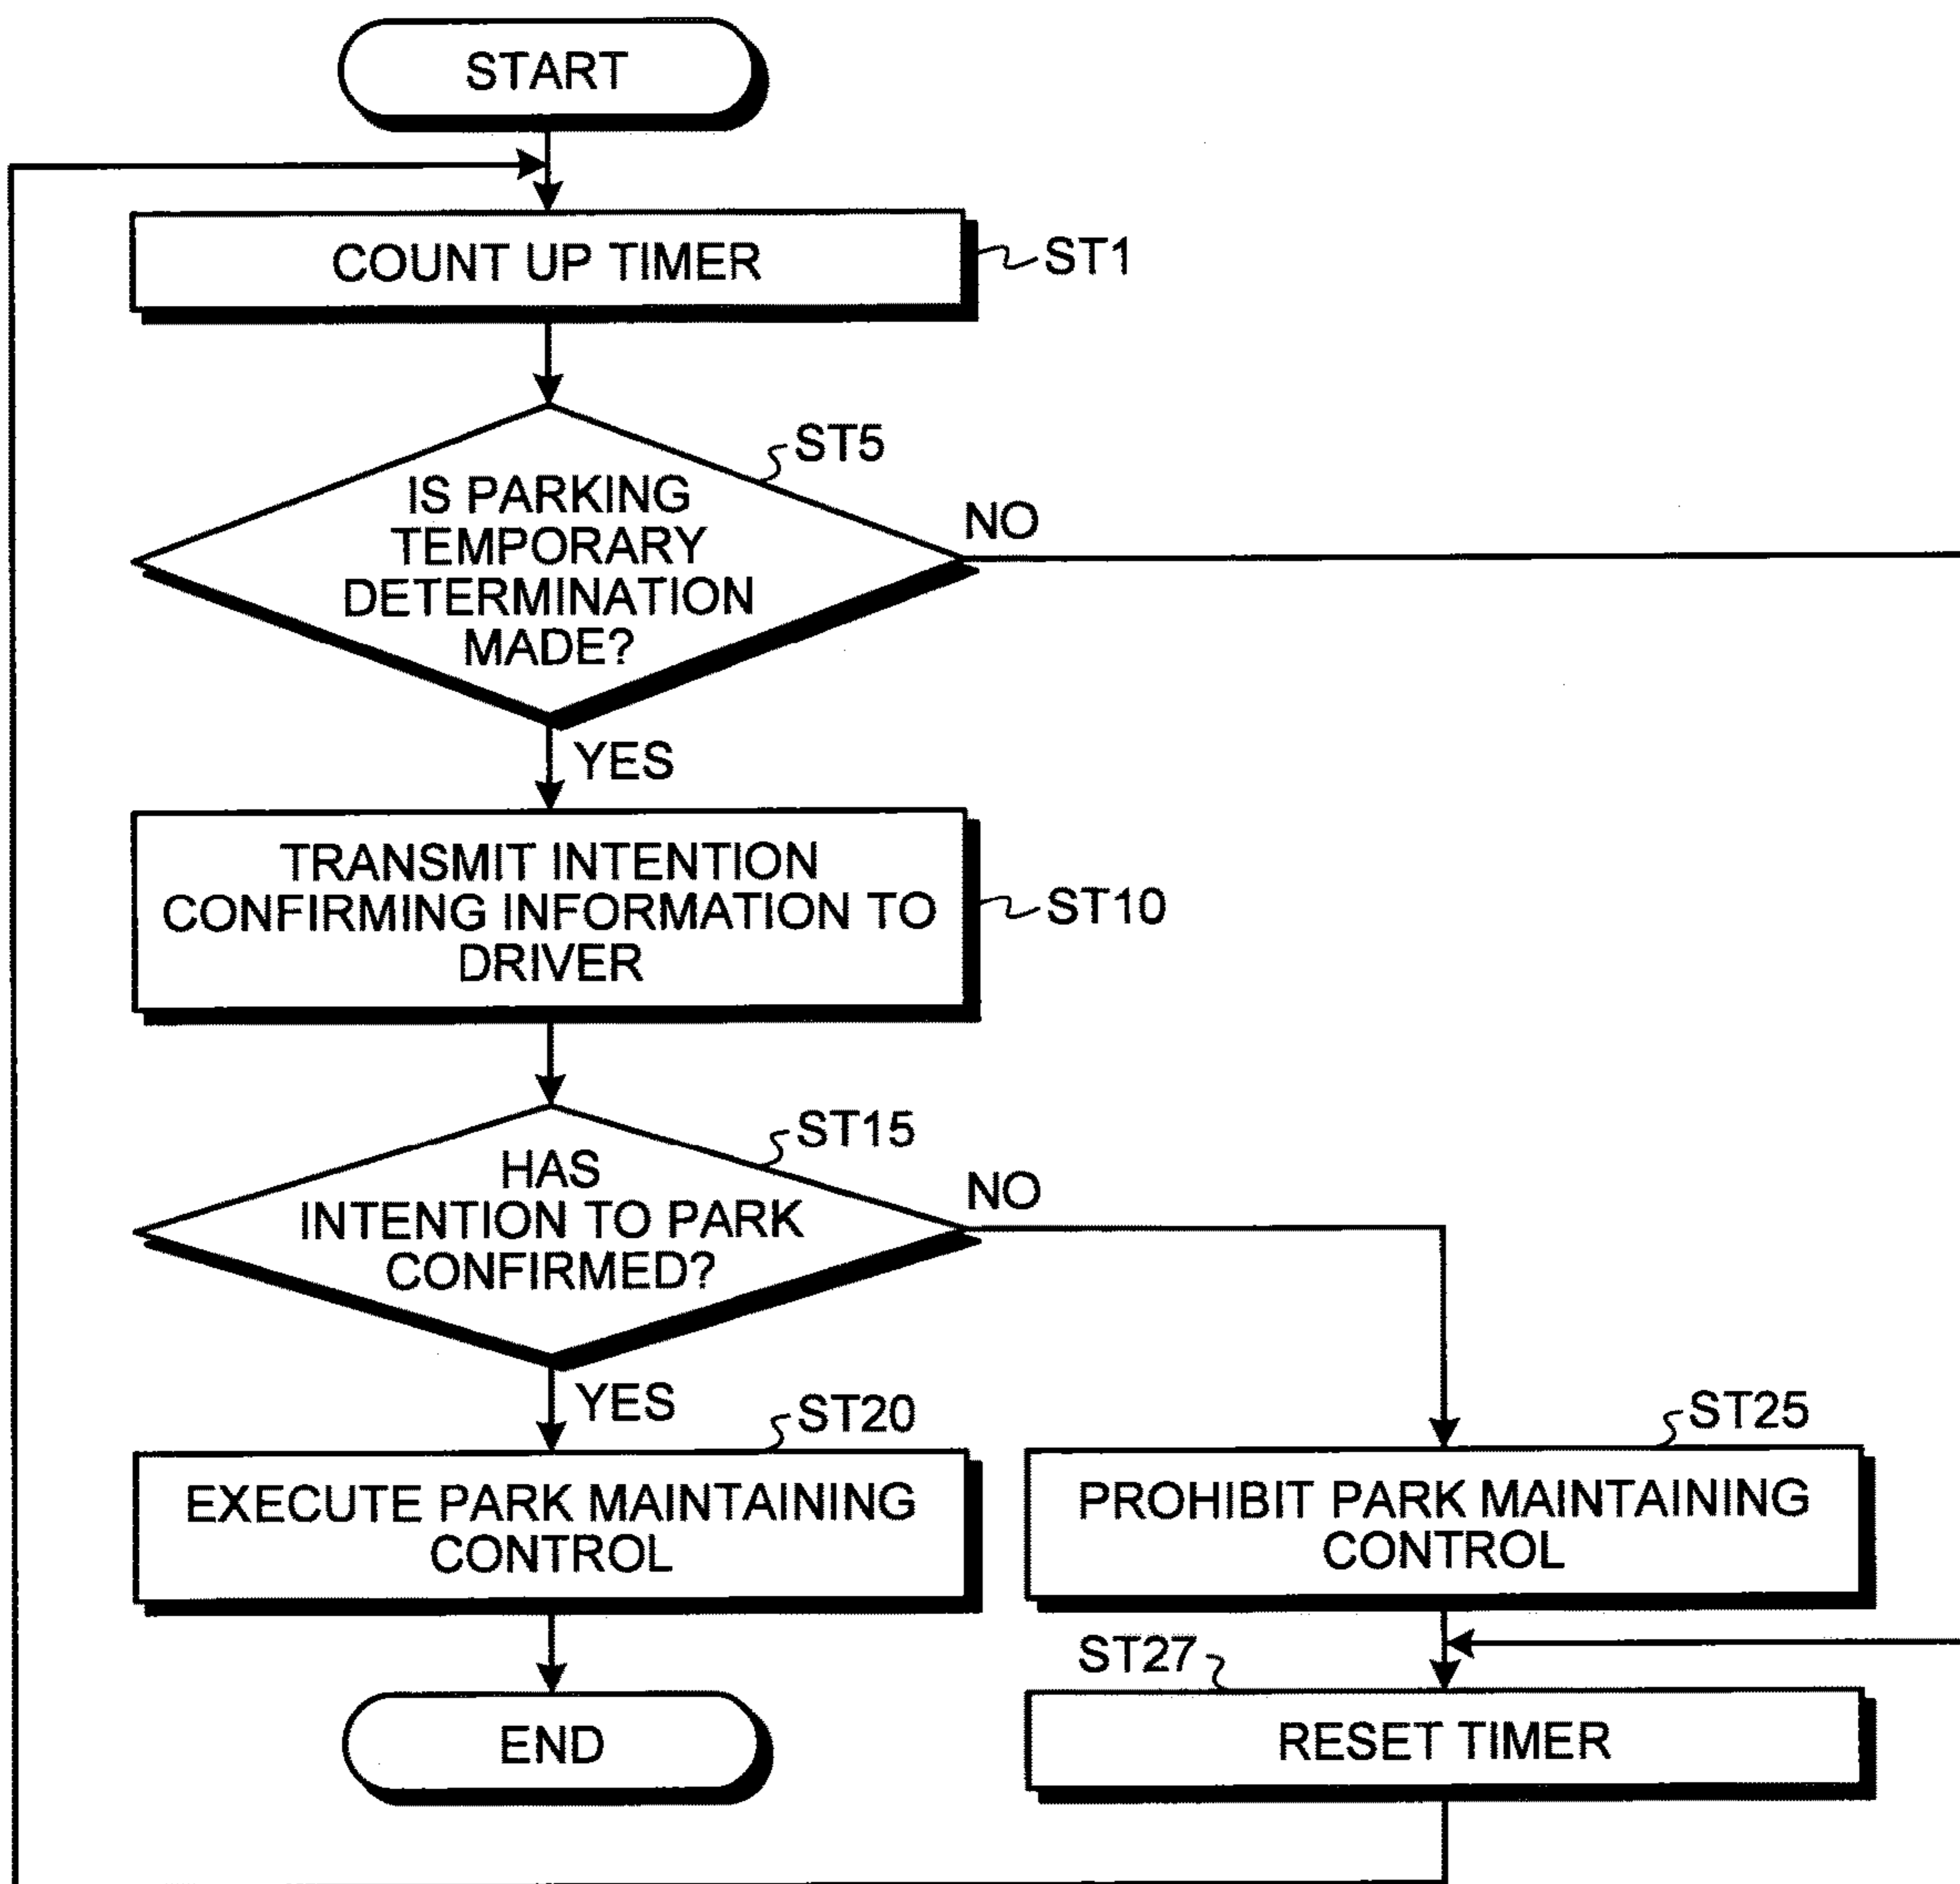 START
COUNT UP TIMER
ST1
ST5
IS PARKING
TEMPORARY
DETERMINATION
MADE?
NO
YES
TRANSMIT INTENTION
CONFIRMING INFORMATION TO
DRIVER
ST10
ST15
HAS
INTENTION TO PARK
CONFIRMED?
NO
YES
ST20
EXECUTE PARK MAINTAINING
CONTROL
ST25
PROHIBIT PARK MAINTAINING
CONTROL
ST27
RESET TIMER
END